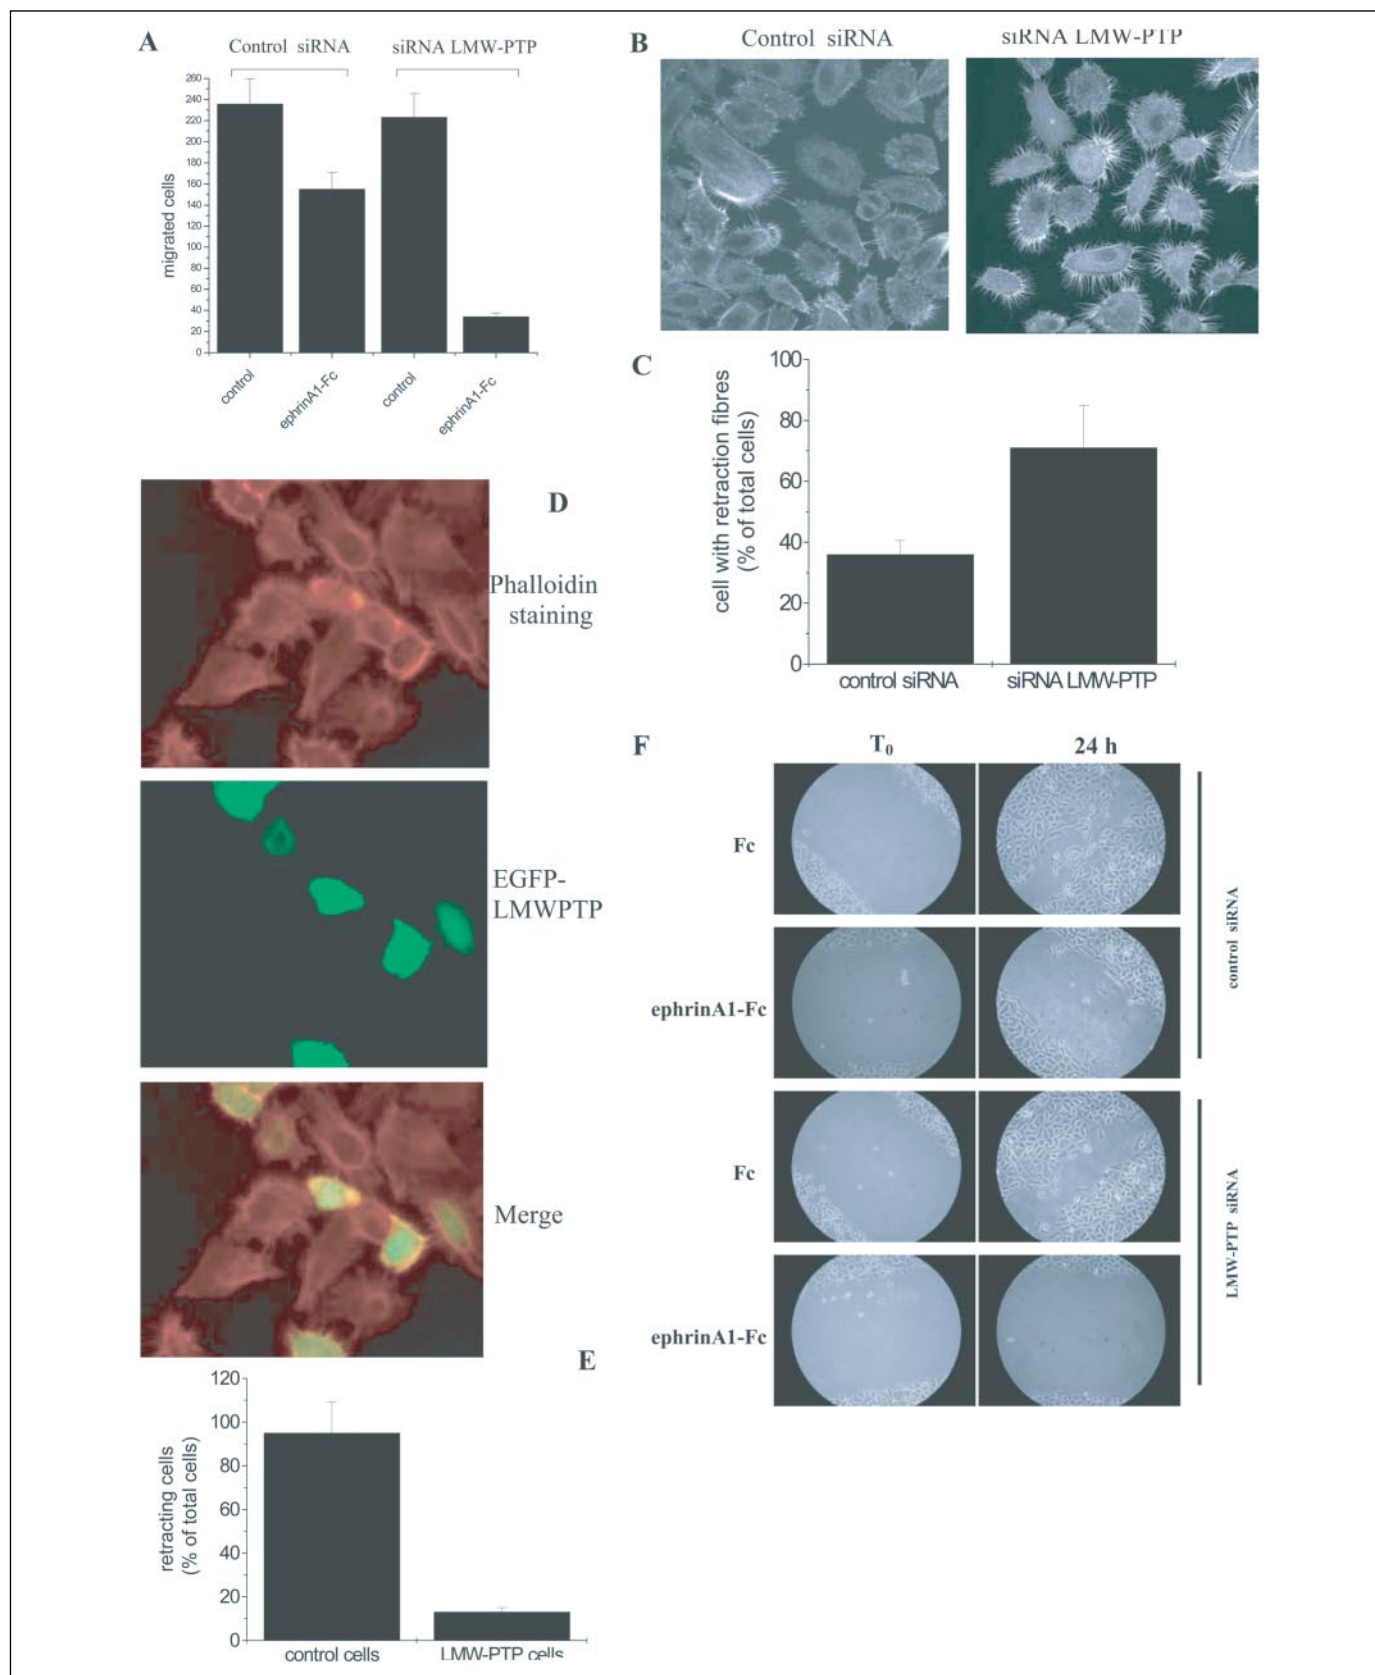 A
Control siRNA
siRNA LMW-PTP
260
240
220
200
180
160
140
120
100
80
60
40
20
0
migrated cells
control
ephrinA1-Fc
control
ephrinA1-Fc
B
Control siRNA
siRNA LMW-PTP
C
100
80
60
40
20
0
cell with retraction fibres
(% of total cells)
control siRNA
siRNA LMW-PTP
D
Phalloidin
staining
EGFP-
LMWPTP
Merge
E
120
100
80
60
40
20
0
retracting cells
(% of total cells)
control cells
LMW-PTP cells
F
T0
24 h
Fc
ephrinA1-Fc
Fc
ephrinA1-Fc
control siRNA
LMW-PTP siRNA